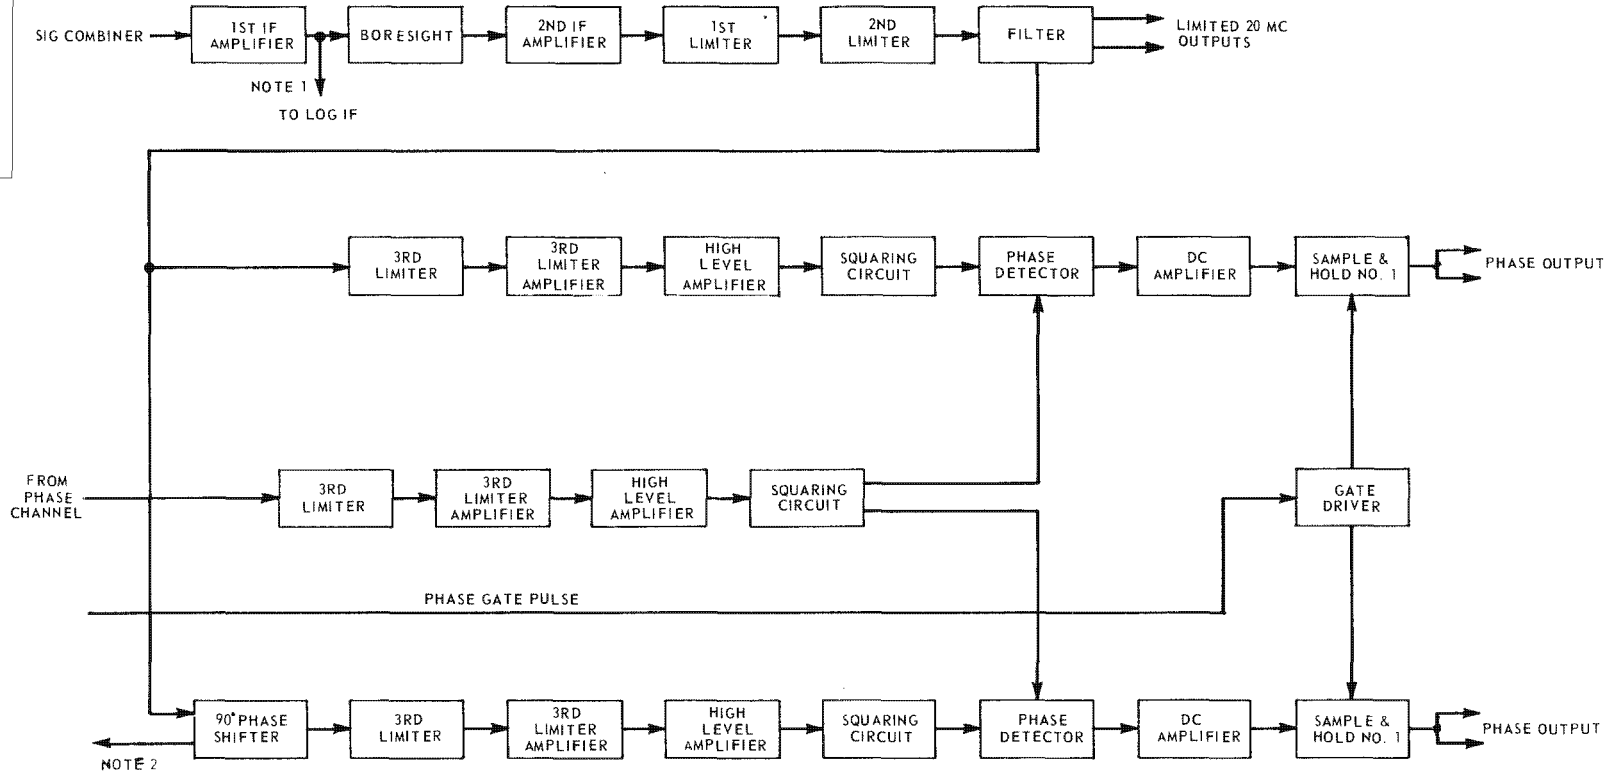 SIG COMBINER
1ST IF
AMPLIFIER
BORESIGHT
2ND IF
AMPLIFIER
1ST
LIMITER
2ND
LIMITER
FILTER
LIMITED 20 MC
OUTPUTS
NOTE 1
TO LOG IF
3RD
LIMITER
3RD
LIMITER
AMPLIFIER
HIGH
LEVEL
AMPLIFIER
SQUARING
CIRCUIT
PHASE
DETECTOR
DC
AMPLIFIER
SAMPLE &
HOLD NO. 1
PHASE OUTPUT
FROM
PHASE
CHANNEL
3RD
LIMITER
3RD
LIMITER
AMPLIFIER
HIGH
LEVEL
AMPLIFIER
SQUARING
CIRCUIT
GATE
DRIVER
PHASE GATE PULSE
90° PHASE
SHIFTER
3RD
LIMITER
3RD
LIMITER
AMPLIFIER
HIGH
LEVEL
AMPLIFIER
SQUARING
CIRCUIT
PHASE
DETECTOR
DC
AMPLIFIER
SAMPLE &
HOLD NO. 1
PHASE OUTPUT
NOTE 2